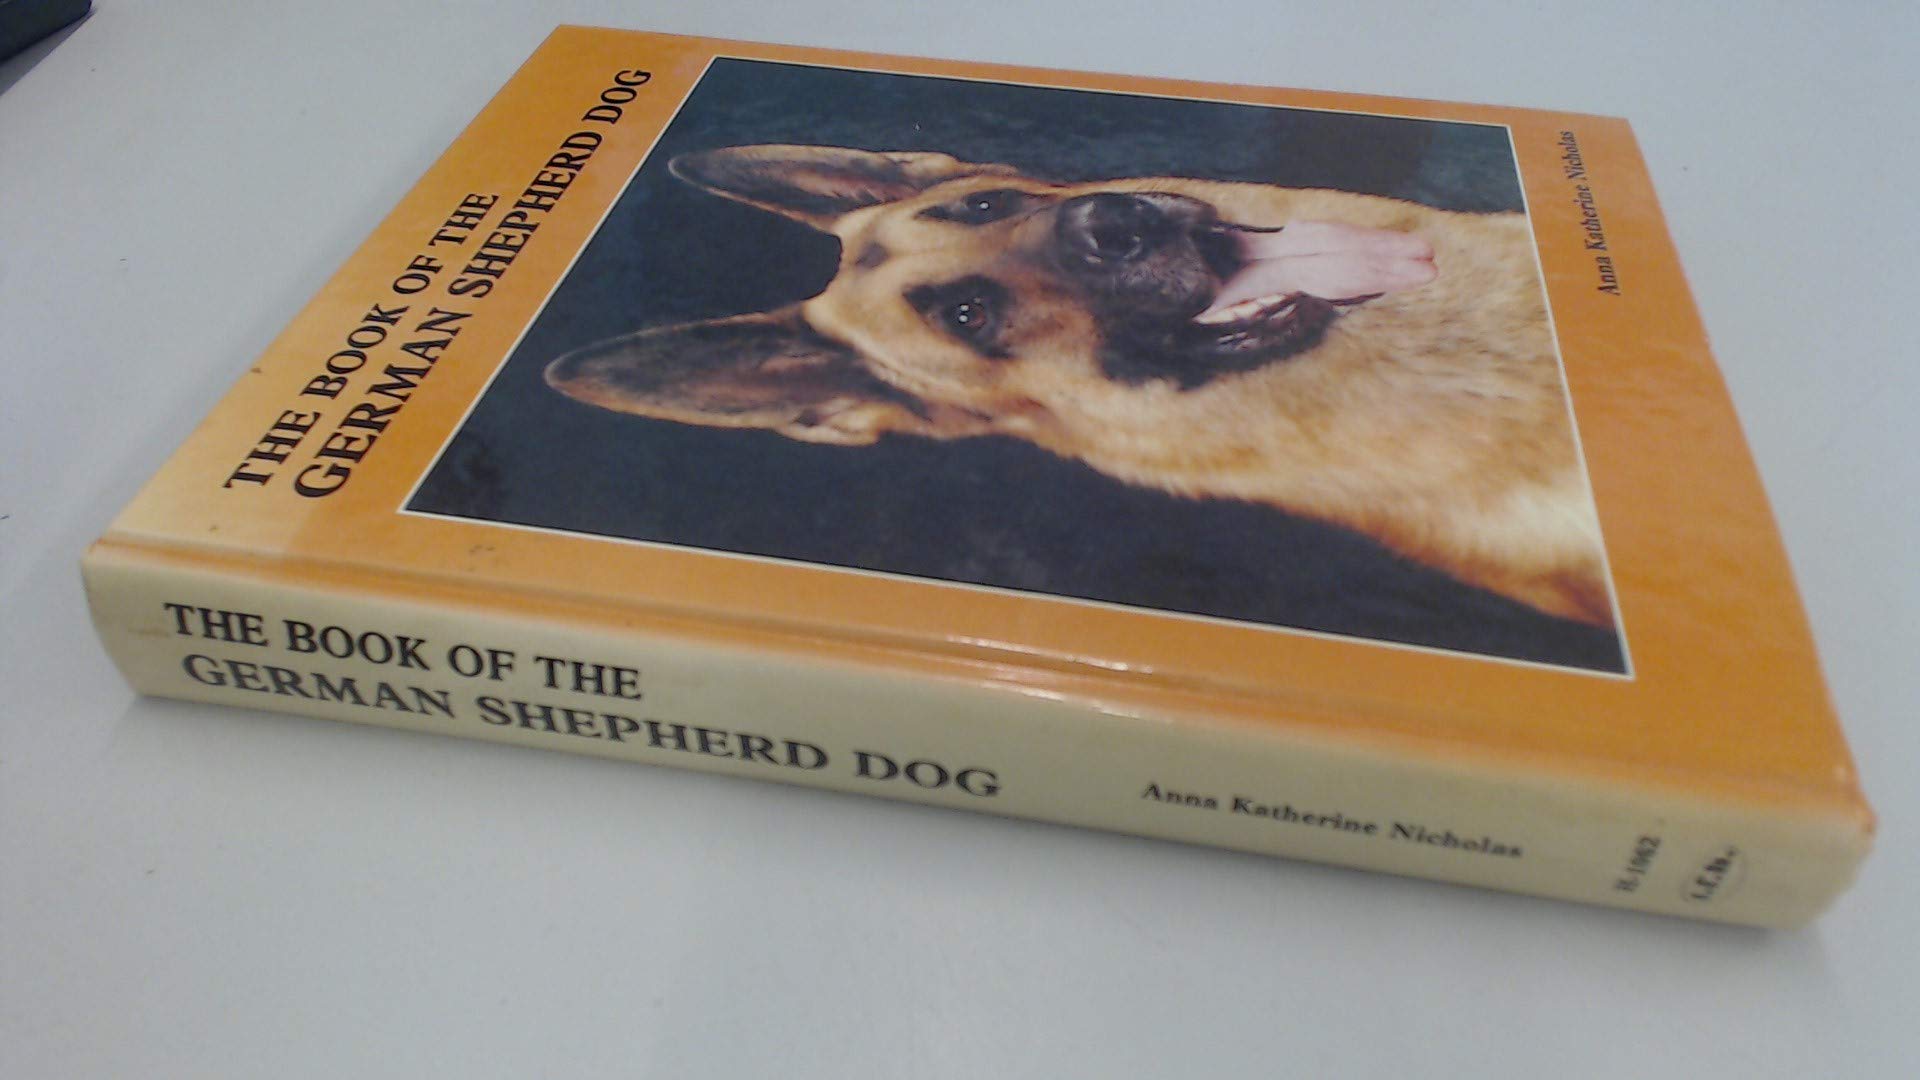 THE BOOK OF THE
GERMAN SHEPHERD DOG
Anna Katherine Nicholas
THE BOOK OF THE
GERMAN SHEPHERD DOG
Anna Katherine Nicholas
H-1062
t.f.h.